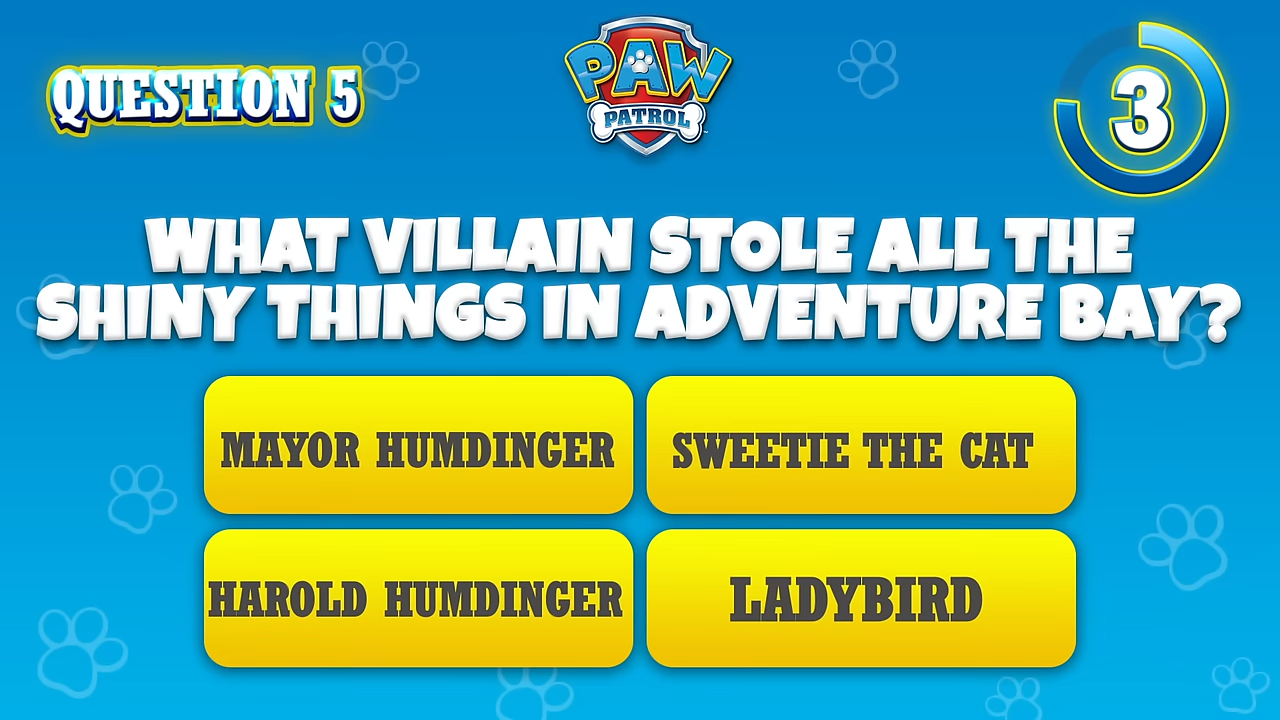 QUESTION 5
PAW
PATROL
3
WHAT VILLAIN STOLE ALL THE
SHINY THINGS IN ADVENTURE BAY?
MAYOR HUMDINGER
SWEETIE THE CAT
HAROLD HUMDINGER
LADYBIRD